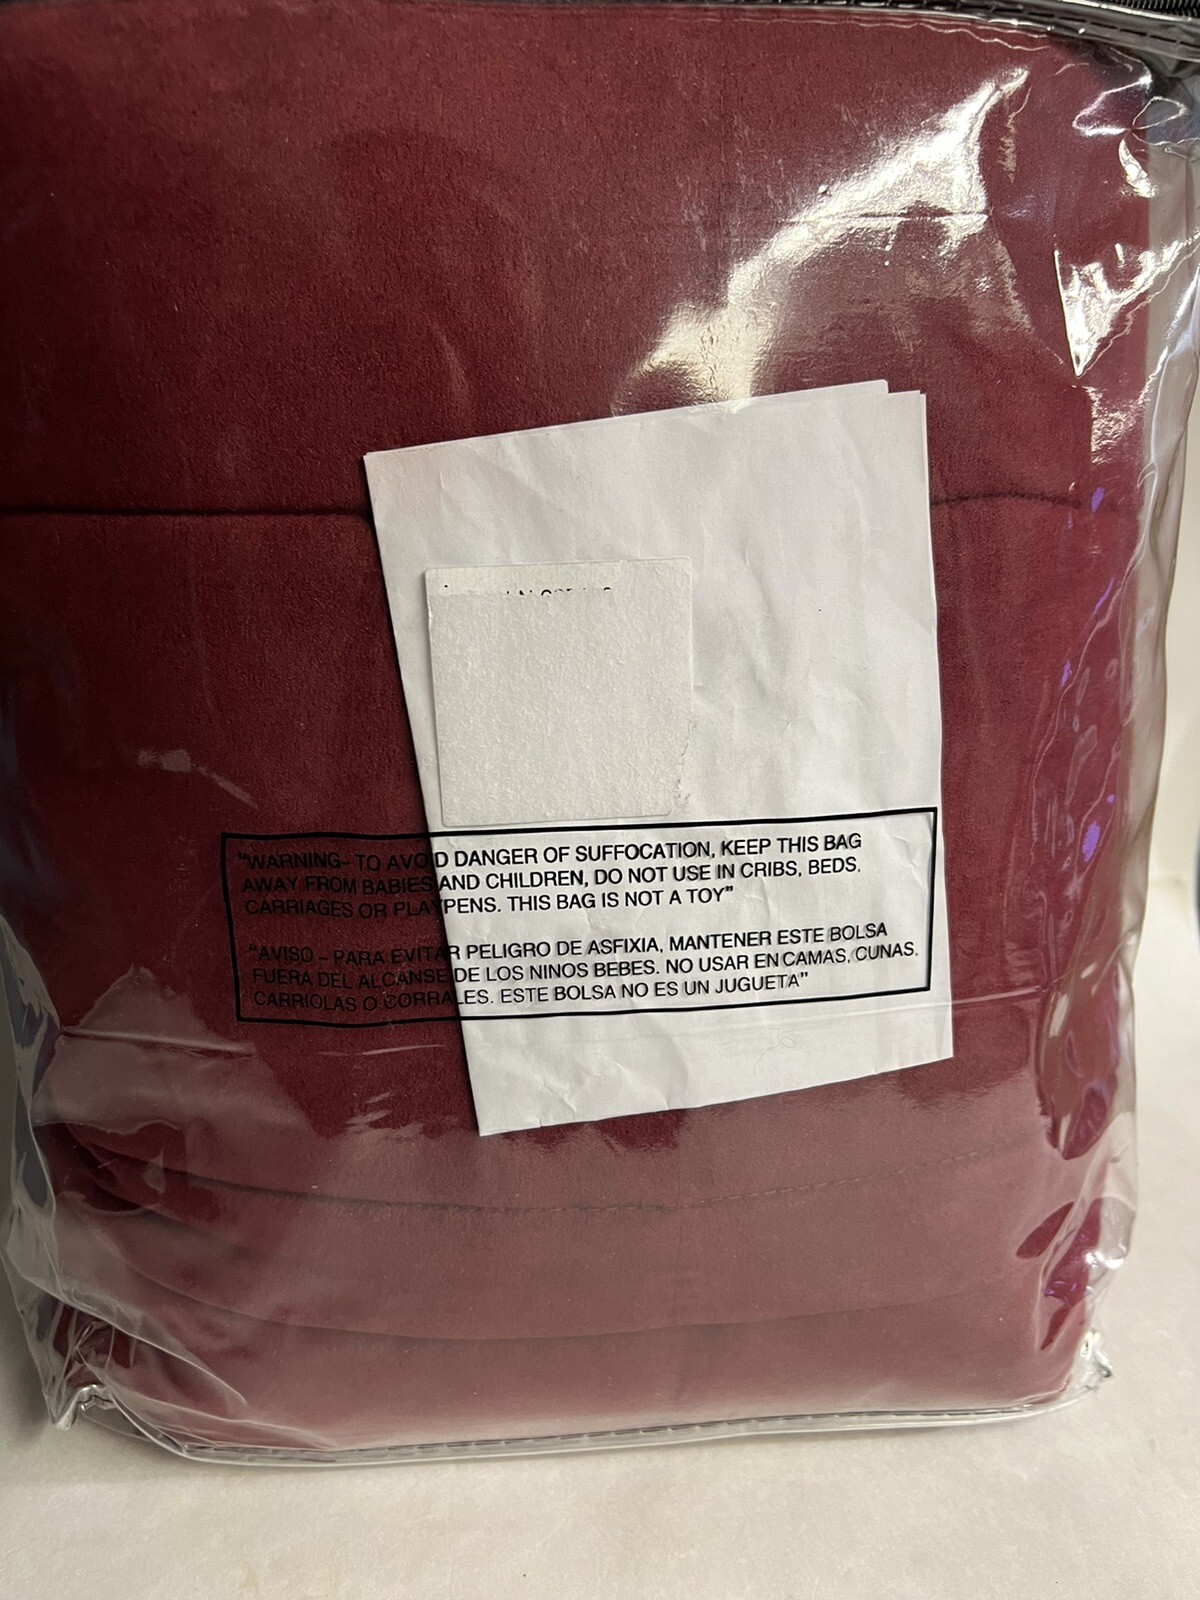 "WARNING- TO AVOID DANGER OF SUFFOCATION, KEEP THIS BAG
AWAY FROM BABIES AND CHILDREN, DO NOT USE IN CRIBS, BEDS,
CARRIAGES OR PLAYPENS. THIS BAG IS NOT A TOY"
"AVISO - PARA EVITAR PELIGRO DE ASFIXIA, MANTENER ESTE BOLSA
FUERA DEL ALCANSE DE LOS NINOS BEBES. NO USAR EN CAMAS, CUNAS,
CARRIOLAS O CORRALES. ESTE BOLSA NO ES UN JUGUETA"